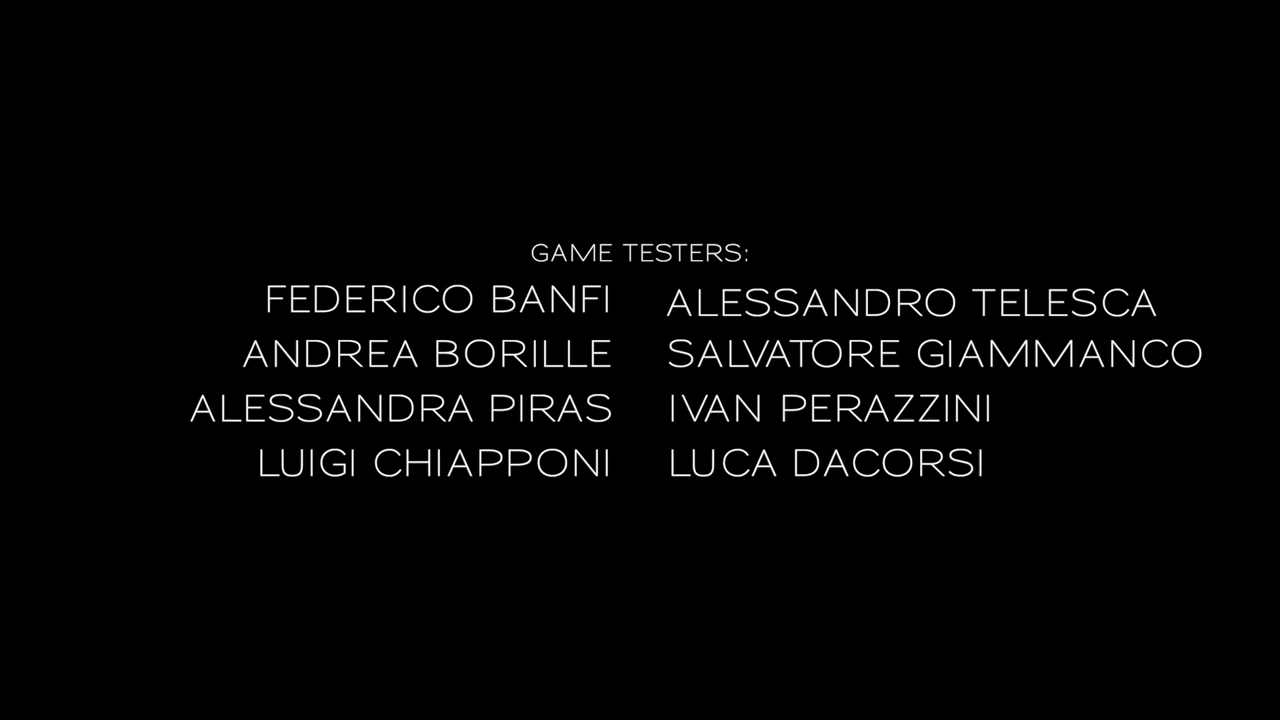 GAME TESTERS:
FEDERICO BANFI
ANDREA BORILLE
ALESSANDRA PIRAS
LUIGI CHIAPPONI
ALESSANDRO TELESCA
SALVATORE GIAMMANCO
IVAN PERAZZINI
LUCA DACORSI